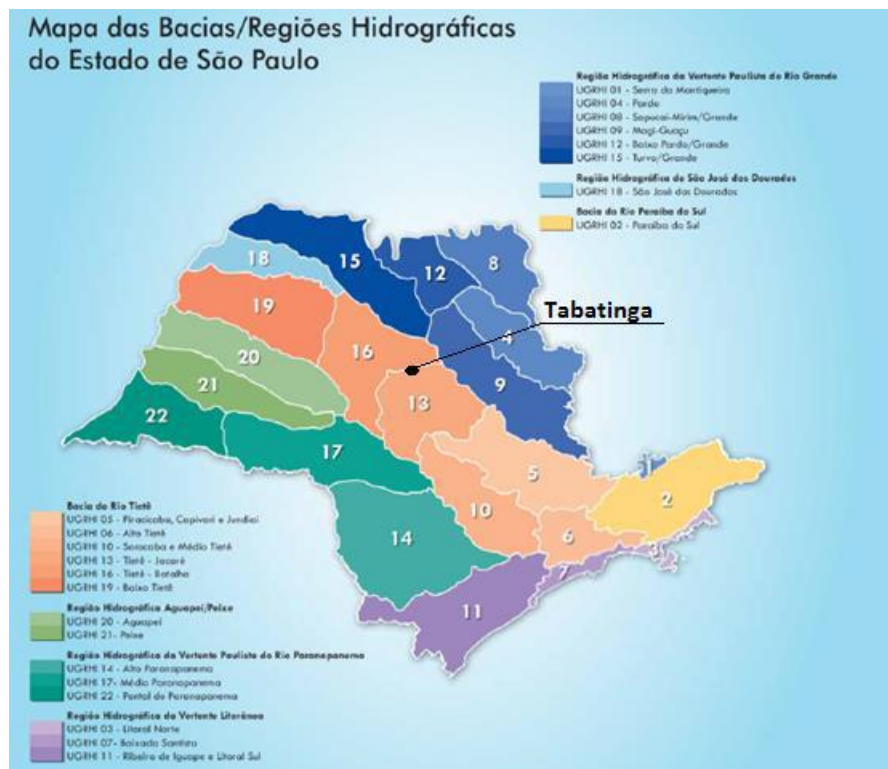 Mapa das Bacias/Regiões Hidrográficas
do Estado de São Paulo
Região Hidrográfica da Vertente Paulista do Rio Grande
UGRHI 01 - Serra da Mantiqueira
UGRHI 04 - Pardo
UGRHI 08 - Sapucaí-Mirim/Grande
UGRHI 09 - Mogi-Guaçu
UGRHI 12 - Baixo Pardo/Grande
UGRHI 15 - Turvo/Grande
Região Hidrográfica de São José dos Dourados
UGRHI 18 - São José dos Dourados
Bacia do Rio Paraíba do Sul
UGRHI 02 - Paraíba do Sul
Tabatinga
18
15
12
8
19
16
4
20
13
9
21
22
17
5
1
2
10
14
6
3
7
11
Bacia do Rio Tietê
UGRHI 05 - Piracicaba, Capivari e Jundiaí
UGRHI 06 - Alto Tietê
UGRHI 10 - Sorocaba e Médio Tietê
UGRHI 13 - Tietê - Jacaré
UGRHI 16 - Tietê - Batalha
UGRHI 19 - Baixo Tietê
Região Hidrográfica Aguapeí/Peixe
UGRHI 20 - Aguapeí
UGRHI 21- Peixe
Região Hidrográfica da Vertente Paulista do Rio Paranapanema
UGRHI 14 - Alto Paranapanema
UGRHI 17- Médio Paranapanema
UGRHI 22 - Pontal do Paranapanema
Região Hidrográfica da Vertente Litorânea
UGRHI 03 - Litoral Norte
UGRHI 07- Baixada Santista
UGRHI 11 - Ribeira de Iguape e Litoral Sul